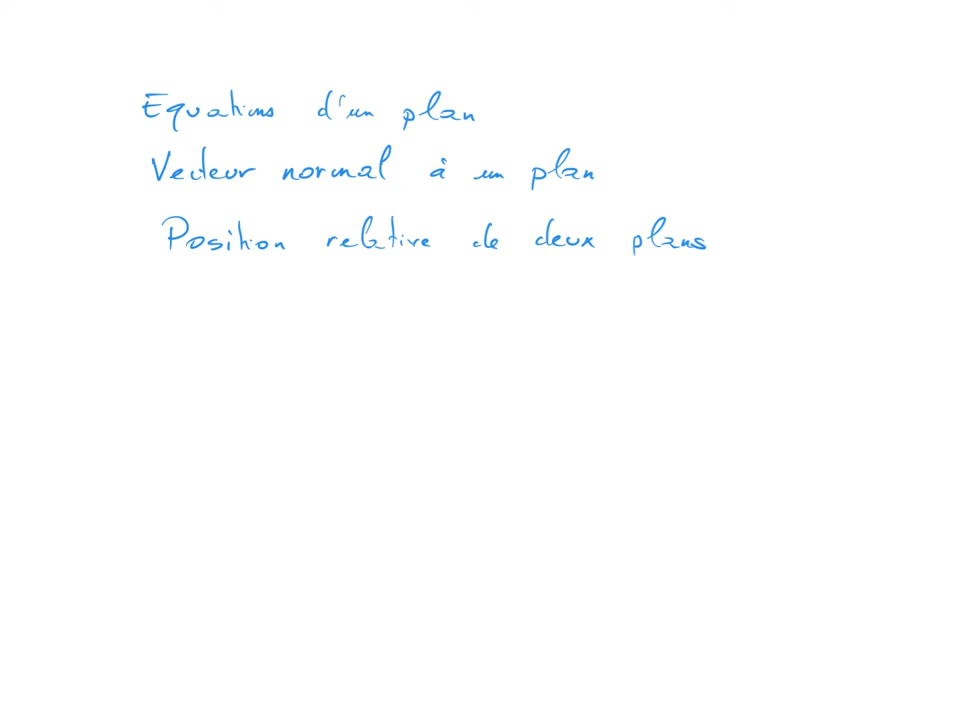 Equations d'un plan
Vecteur normal à un plan
Position relative de deux plans